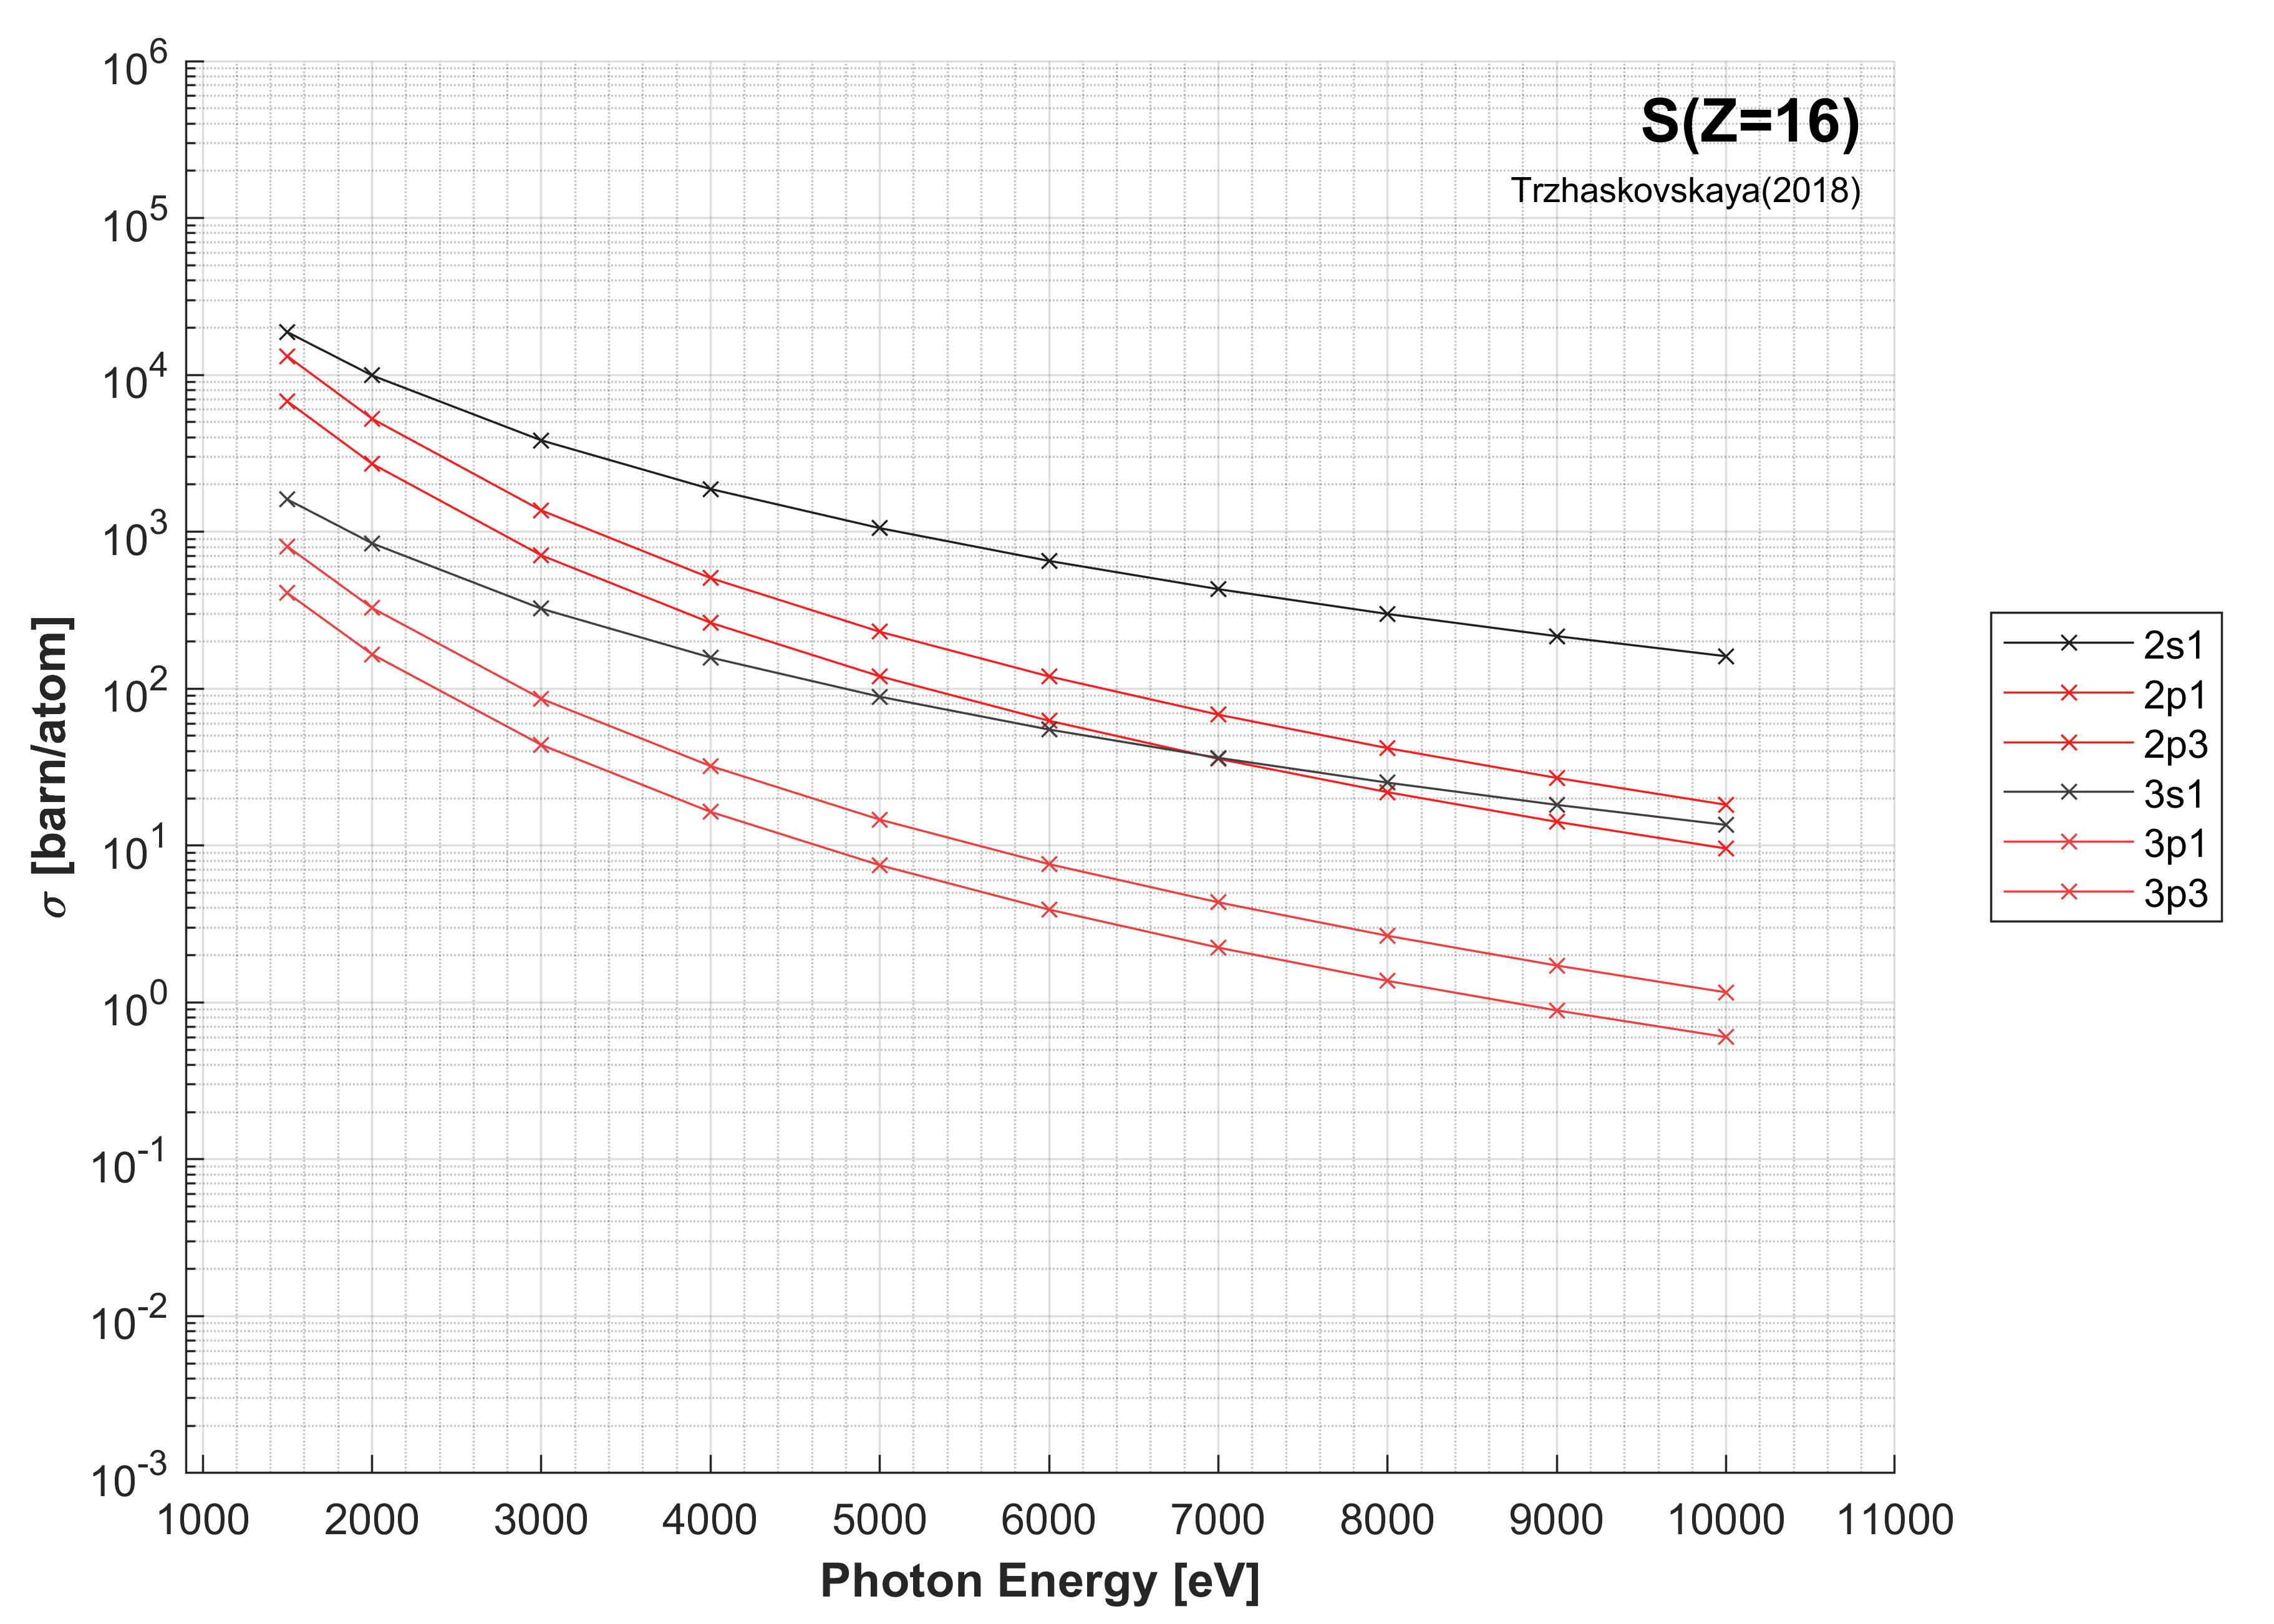 S(Z=16)
Trzhaskovskaya(2018)
10^6
10^5
10^4
10^3
10^2
10^1
10^0
10^-1
10^-2
10^-3
σ [barn/atom]
1000 2000 3000 4000 5000 6000 7000 8000 9000 10000 11000
Photon Energy [eV]
2s1
2p1
2p3
3s1
3p1
3p3